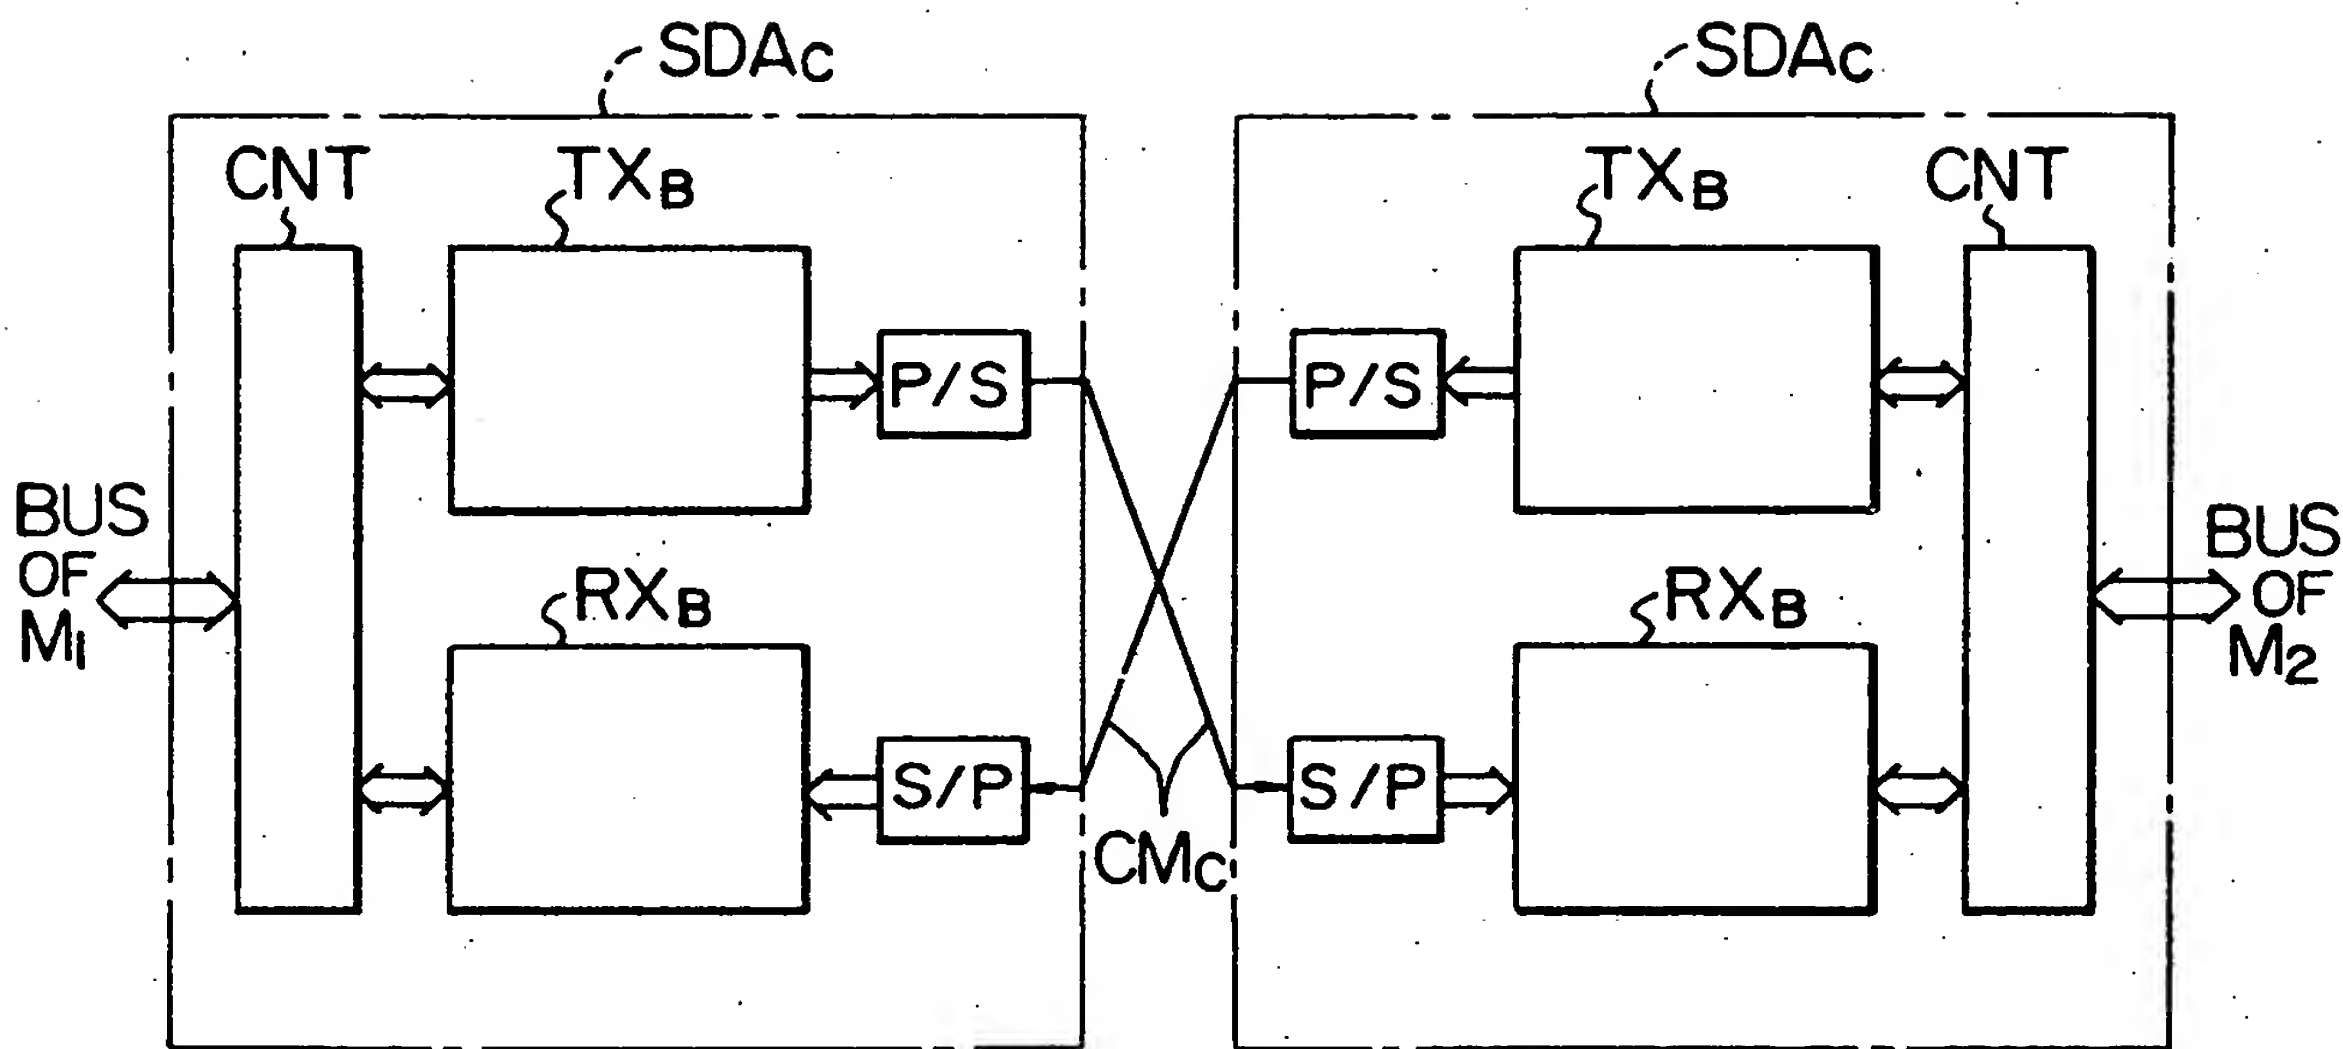 SDAC
SDAC
CNT
TXB
TXB
CNT
P/S
P/S
BUS
OF
M1
BUS
OF
M2
RXB
RXB
S/P
S/P
CMC